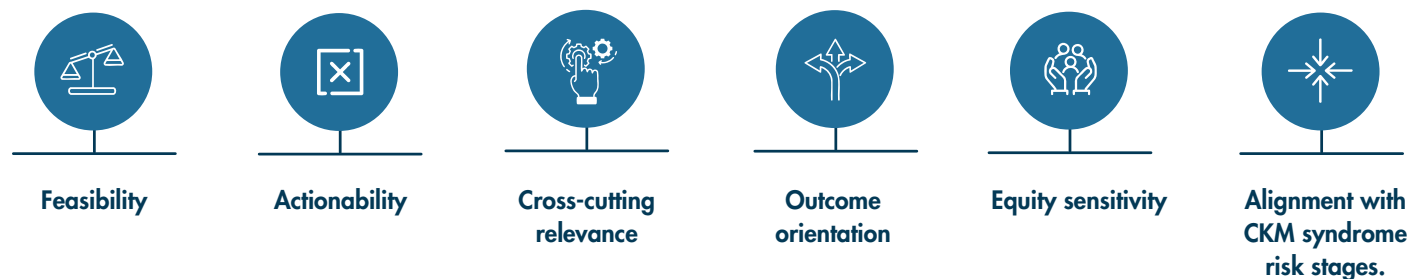 Feasibility
Actionability
Cross-cutting
relevance
Outcome
orientation
Equity sensitivity
Alignment with
CKM syndrome
risk stages.